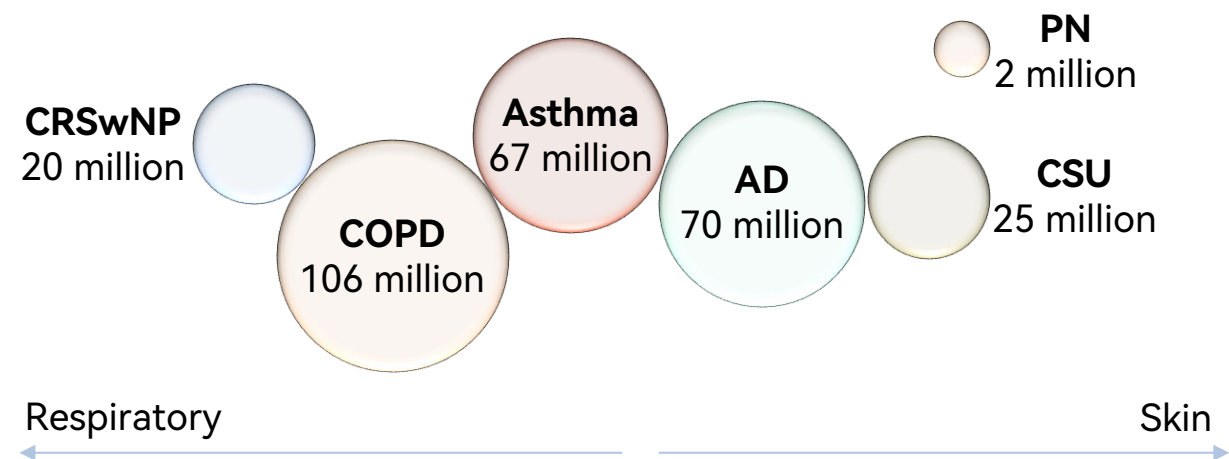 CRSwNP
20 million
COPD
106 million
Asthma
67 million
AD
70 million
PN
2 million
CSU
25 million
Respiratory
Skin